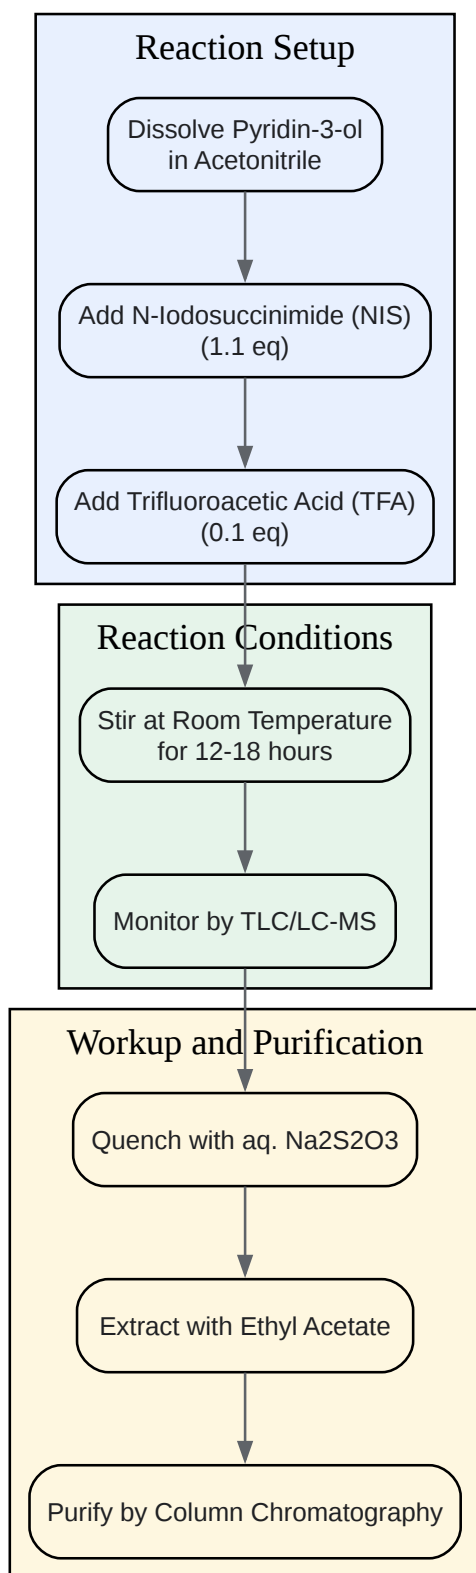 Reaction Setup
Dissolve Pyridin-3-ol
in Acetonitrile
Add N-Iodosuccinimide (NIS)
(1.1 eq)
Add Trifluoroacetic Acid (TFA)
(0.1 eq)
Reaction Conditions
Stir at Room Temperature
for 12-18 hours
Monitor by TLC/LC-MS
Workup and Purification
Quench with aq. Na2S2O3
Extract with Ethyl Acetate
Purify by Column Chromatography